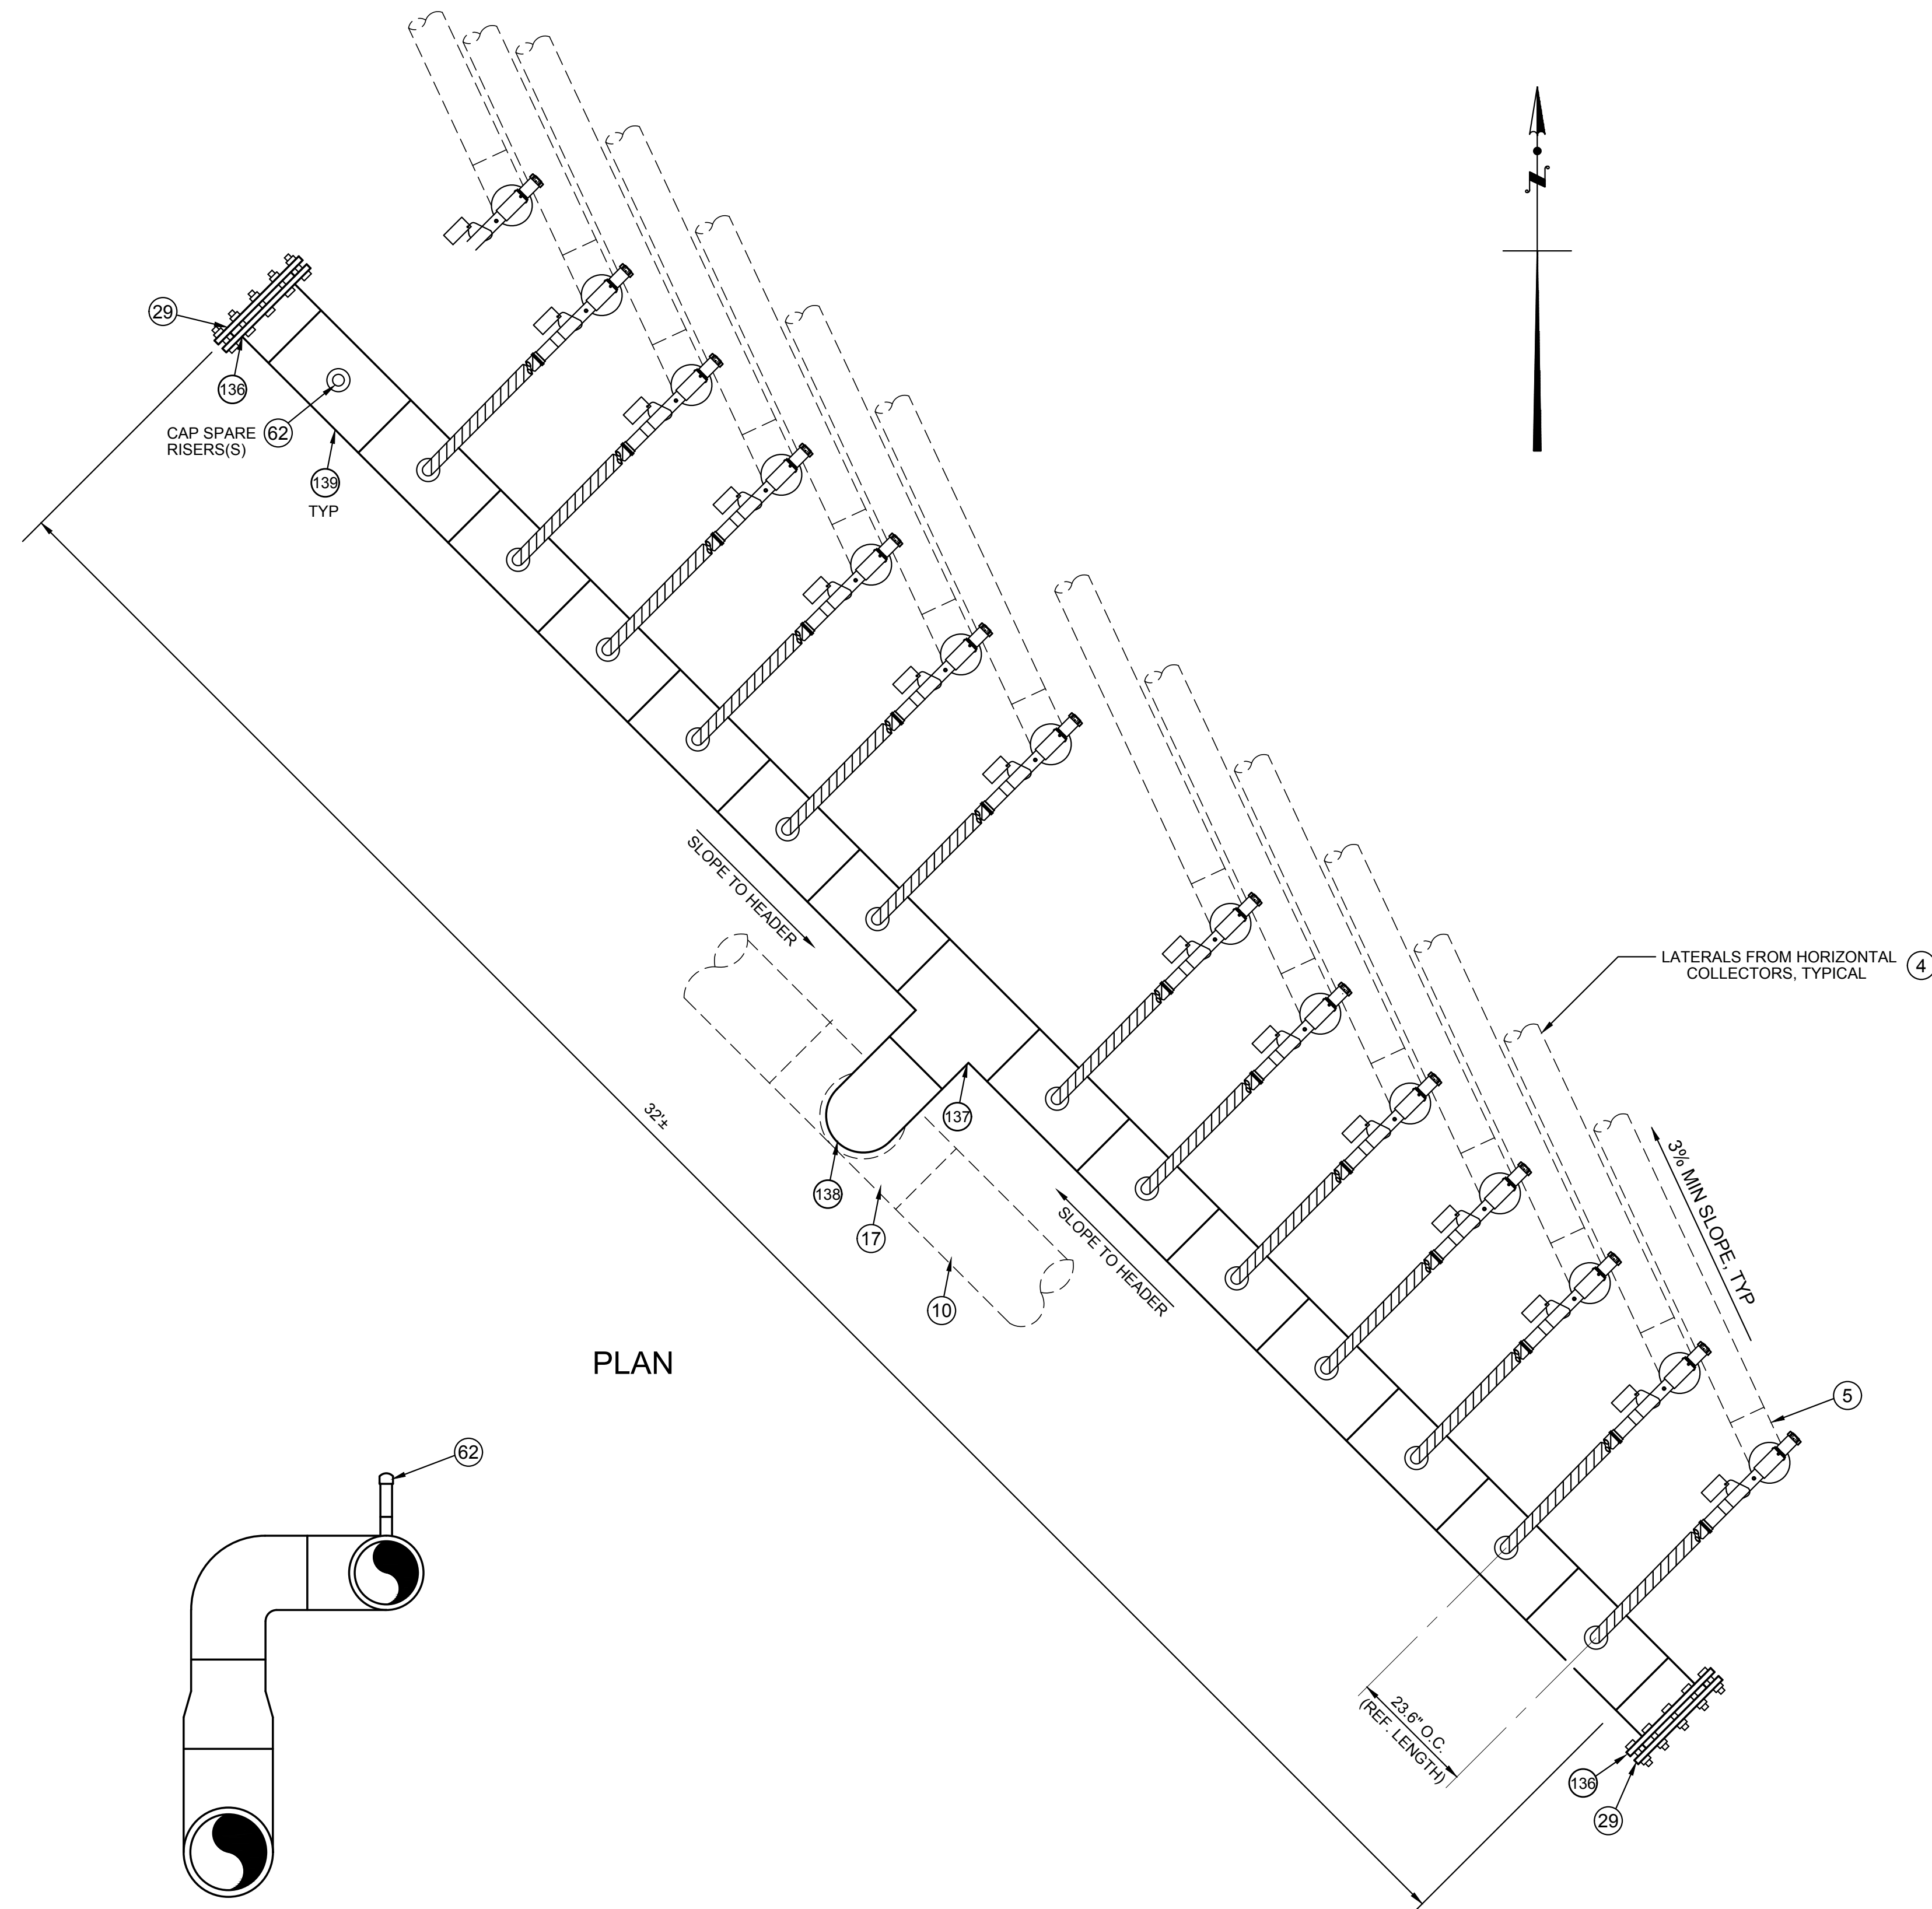 N
29
136
CAP SPARE
RISERS(S)
62
139
TYP
SLOPE TO HEADER
LATERALS FROM HORIZONTAL
COLLECTORS, TYPICAL
4
32'±
137
138
17
10
SLOPE TO HEADER
3% MIN SLOPE, TYP
PLAN
5
62
23.6" O.C.
(REF. LENGTH)
136
29